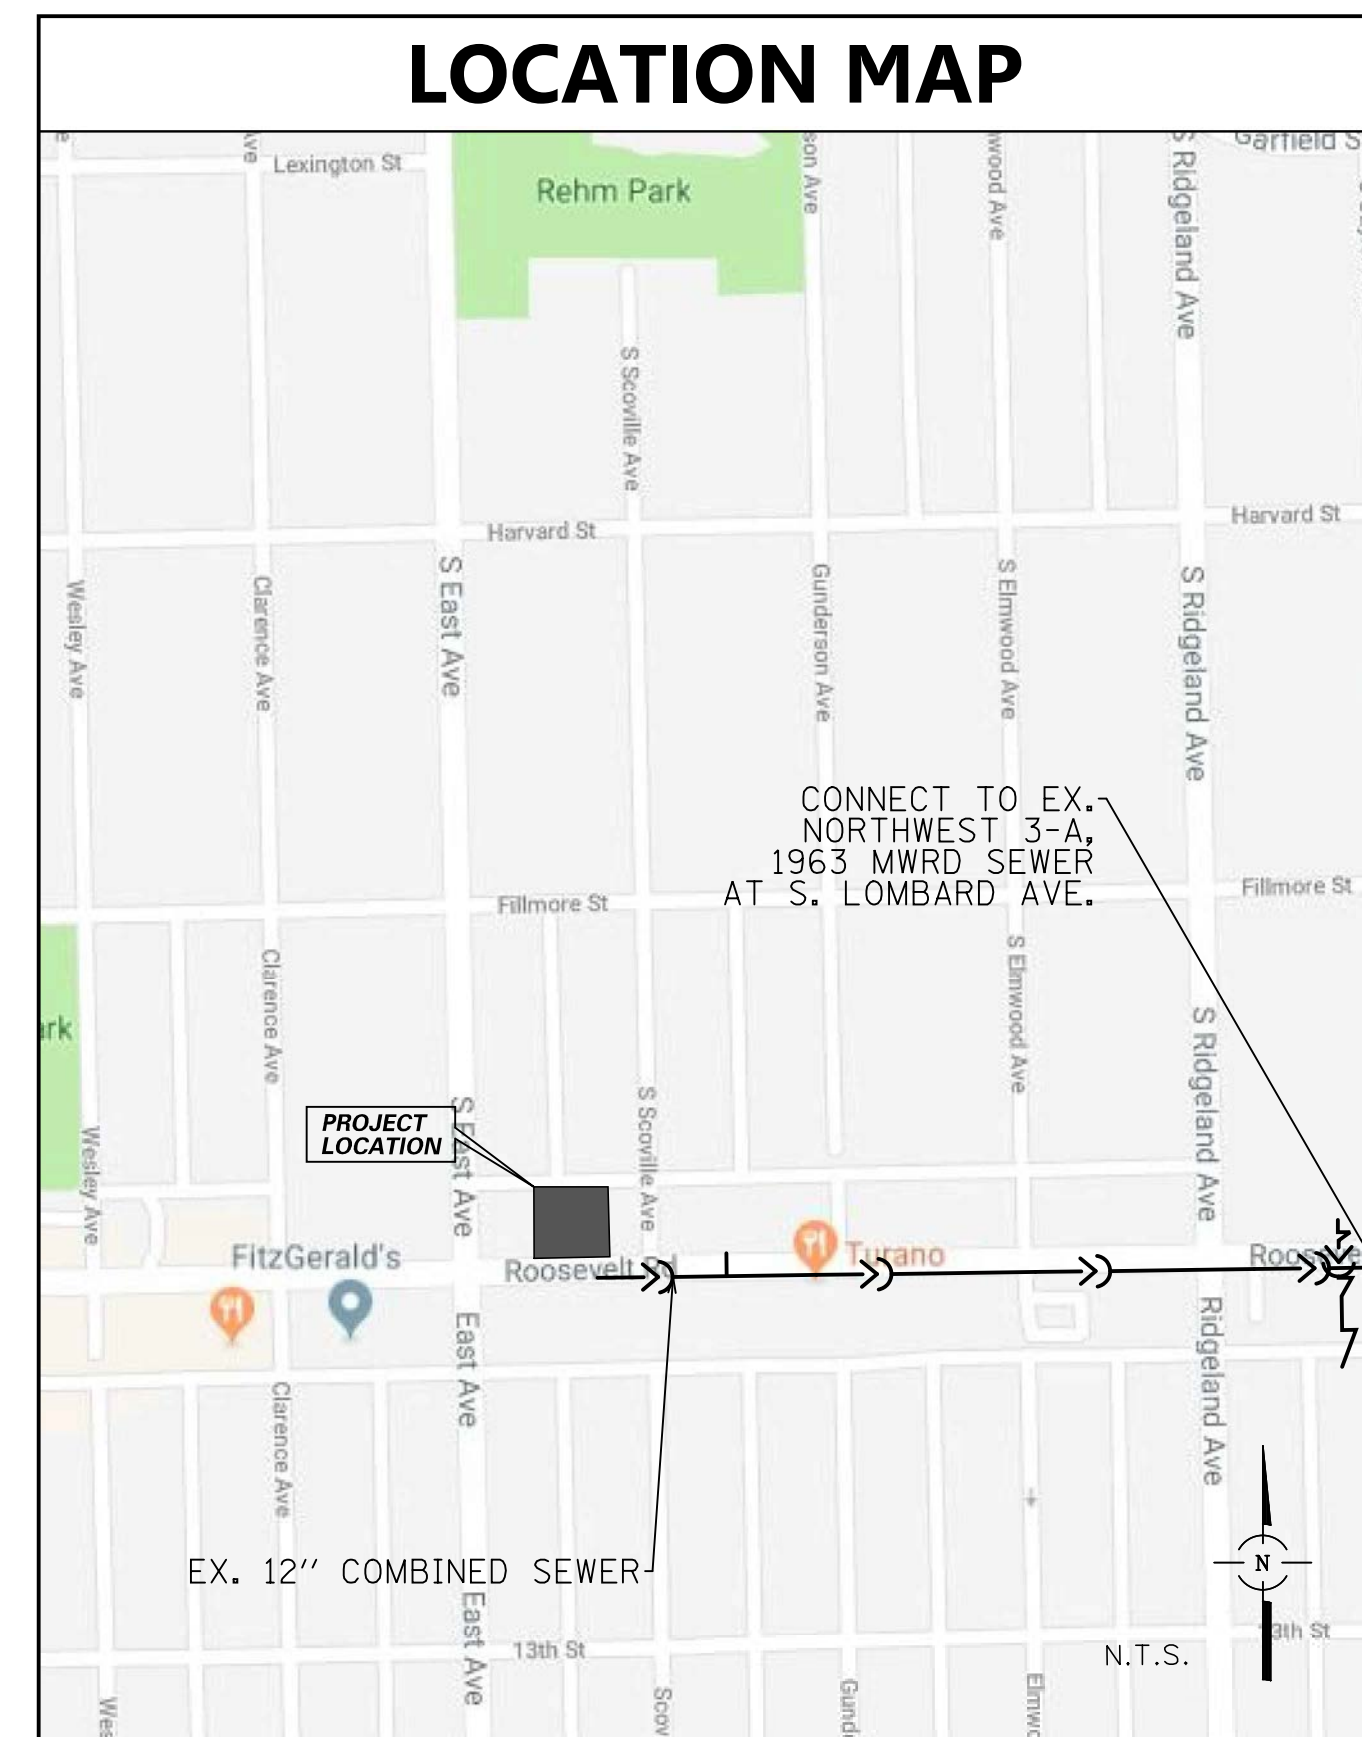 LOCATION MAP
Lexington St
Rehm Park
S Ridgeland Ave
S Scoville Ave
Harvard St
Harvard St
Wesley Ave
Clarence Ave
S East Ave
Gunderson Ave
S Elmwood Ave
S Ridgeland Ave
CONNECT TO EX.
NORTHWEST 3-A,
1963 MWRD SEWER
AT S. LOMBARD AVE.
Fillmore St
Fillmore St
Clarence Ave
S Elmwood Ave
S Ridgeland Ave
PROJECT
LOCATION
S East Ave
Wesley Ave
S Scoville Ave
FitzGerald's
Roosevelt Rd
Turano
East Ave
Ridgeland Ave
Clarence Ave
EX. 12" COMBINED SEWER
East Ave
N
13th St
N.T.S.